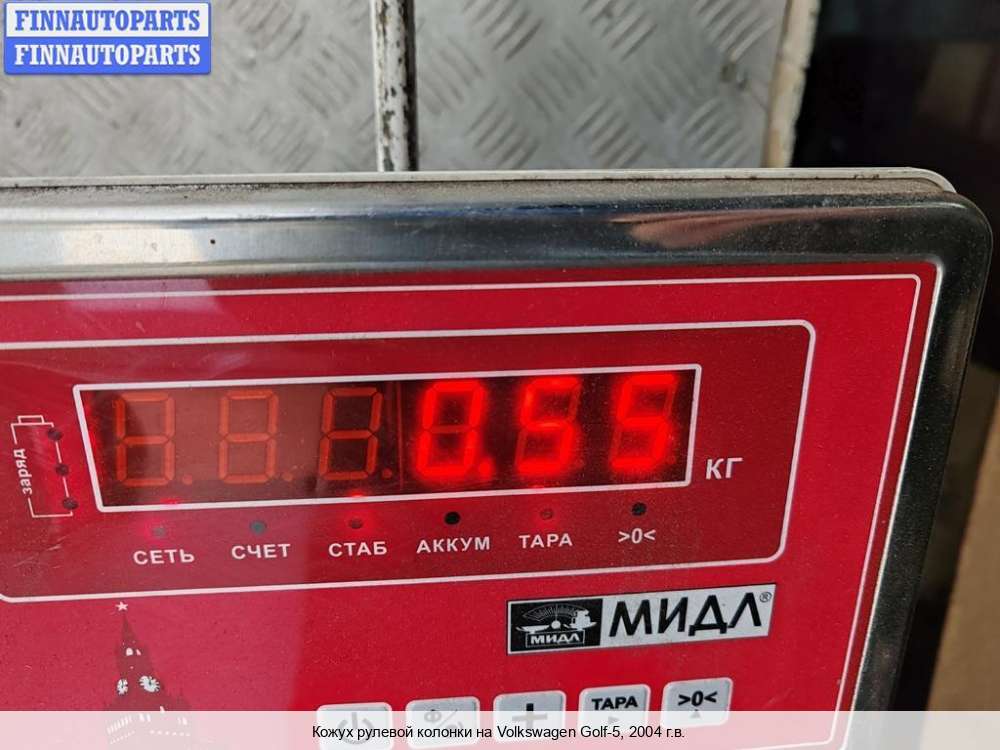 FINNAUTOPARTS
FINNAUTOPARTS
0.55
КГ
заряд
СЕТЬ СЧЕТ СТАБ АККУМ ТАРА >0<
МИДЛ МИДЛ®
ТАРА >0<
Кожух рулевой колонки на Volkswagen Golf-5, 2004 г.в.